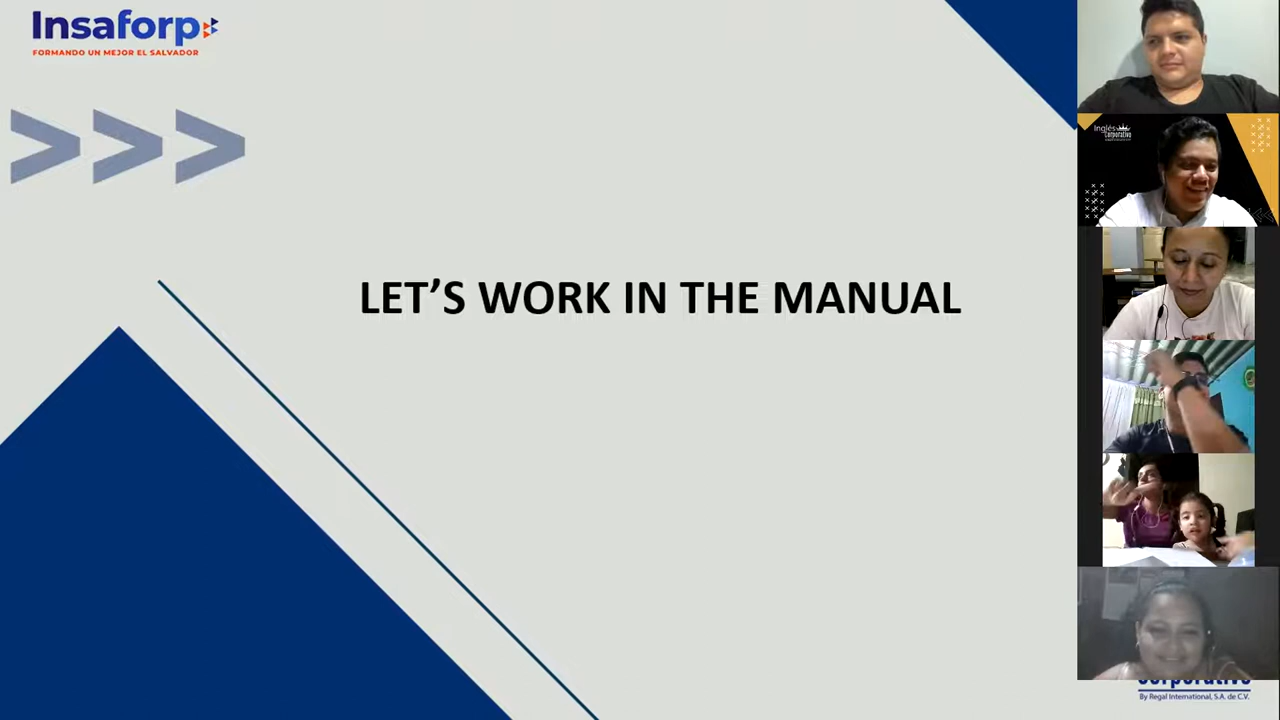 Insaforp
FORMANDO UN MEJOR EL SALVADOR
LET'S WORK IN THE MANUAL
Inglés
Corporativo
By Regal International, S.A. de C.V.